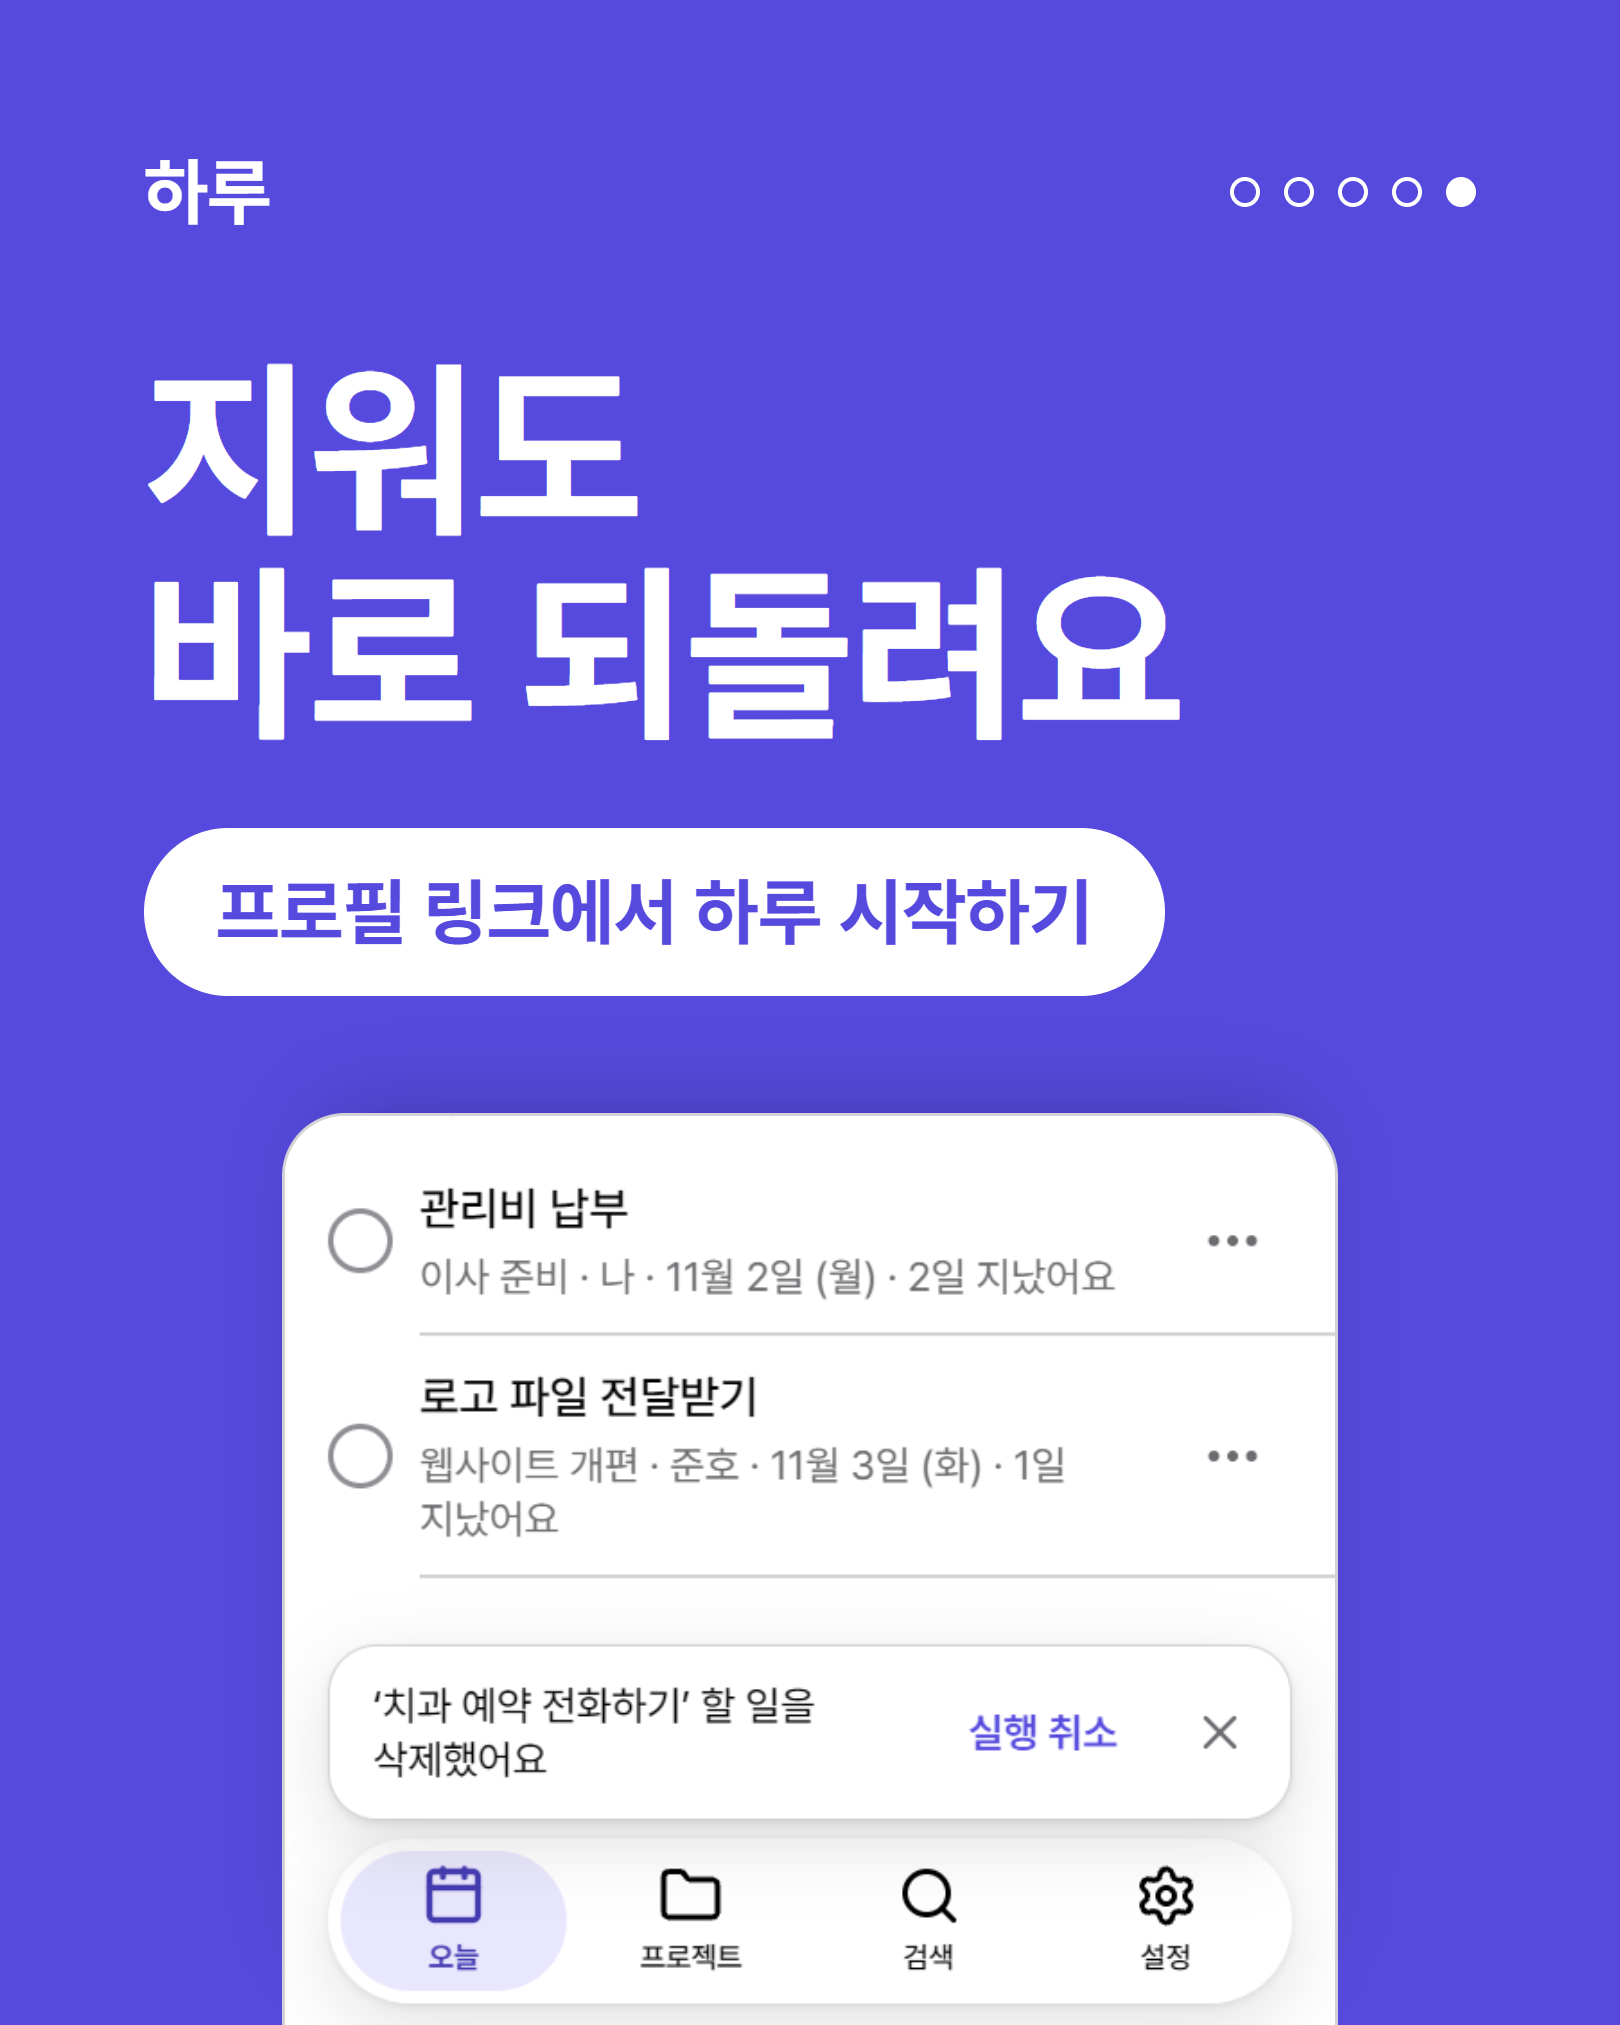 하루
지워도
바로 되돌려요
프로필 링크에서 하루 시작하기
관리비 납부
이사 준비 · 나 · 11월 2일 (월) · 2일 지났어요
로고 파일 전달받기
웹사이트 개편 · 준호 · 11월 3일 (화) · 1일
지났어요
‘치과 예약 전화하기’ 할 일을
삭제했어요
실행 취소
오늘
프로젝트
검색
설정